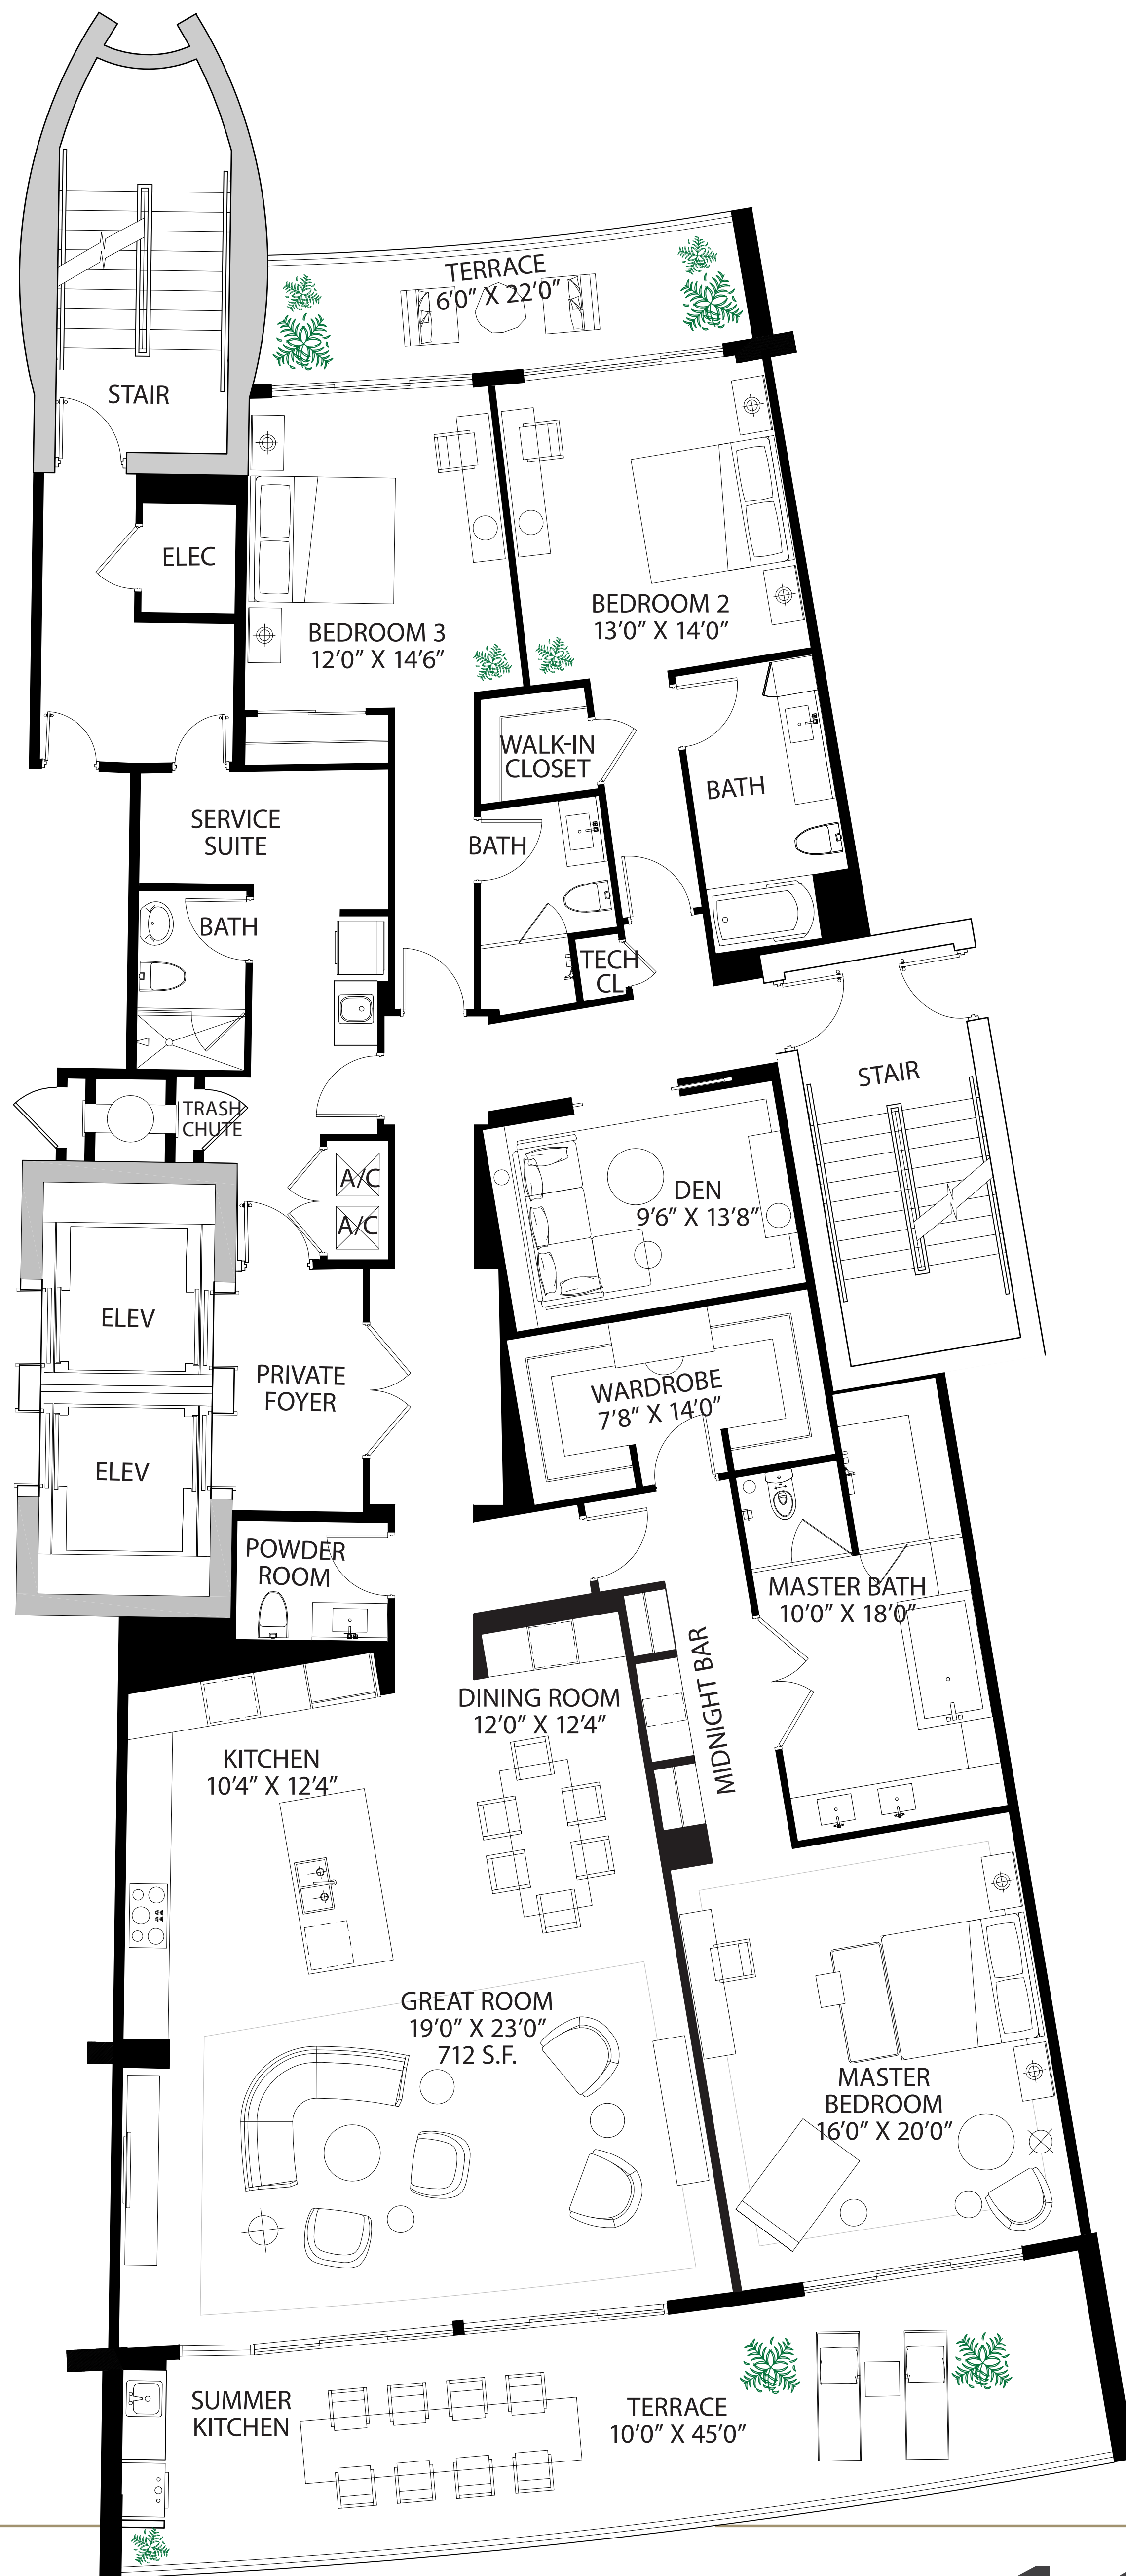 TERRACE
6’0” X 22’0”
STAIR
ELEC
BEDROOM 3
12’0” X 14’6”
BEDROOM 2
13’0” X 14’0”
WALK-IN
CLOSET
BATH
SERVICE
SUITE
BATH
BATH
TECH
CL.
STAIR
TRASH
CHUTE
A/C
A/C
DEN
9’6” X 13’8”
ELEV
PRIVATE
FOYER
WARDROBE
7’8” X 14’0”
ELEV
POWDER
ROOM
MASTER BATH
10’0” X 18’0”
MIDNIGHT BAR
DINING ROOM
12’0” X 12’4”
KITCHEN
10’4” X 12’4”
GREAT ROOM
19’0” X 23’0”
712 S.F.
MASTER
BEDROOM
16’0” X 20’0”
SUMMER
KITCHEN
TERRACE
10’0” X 45’0”